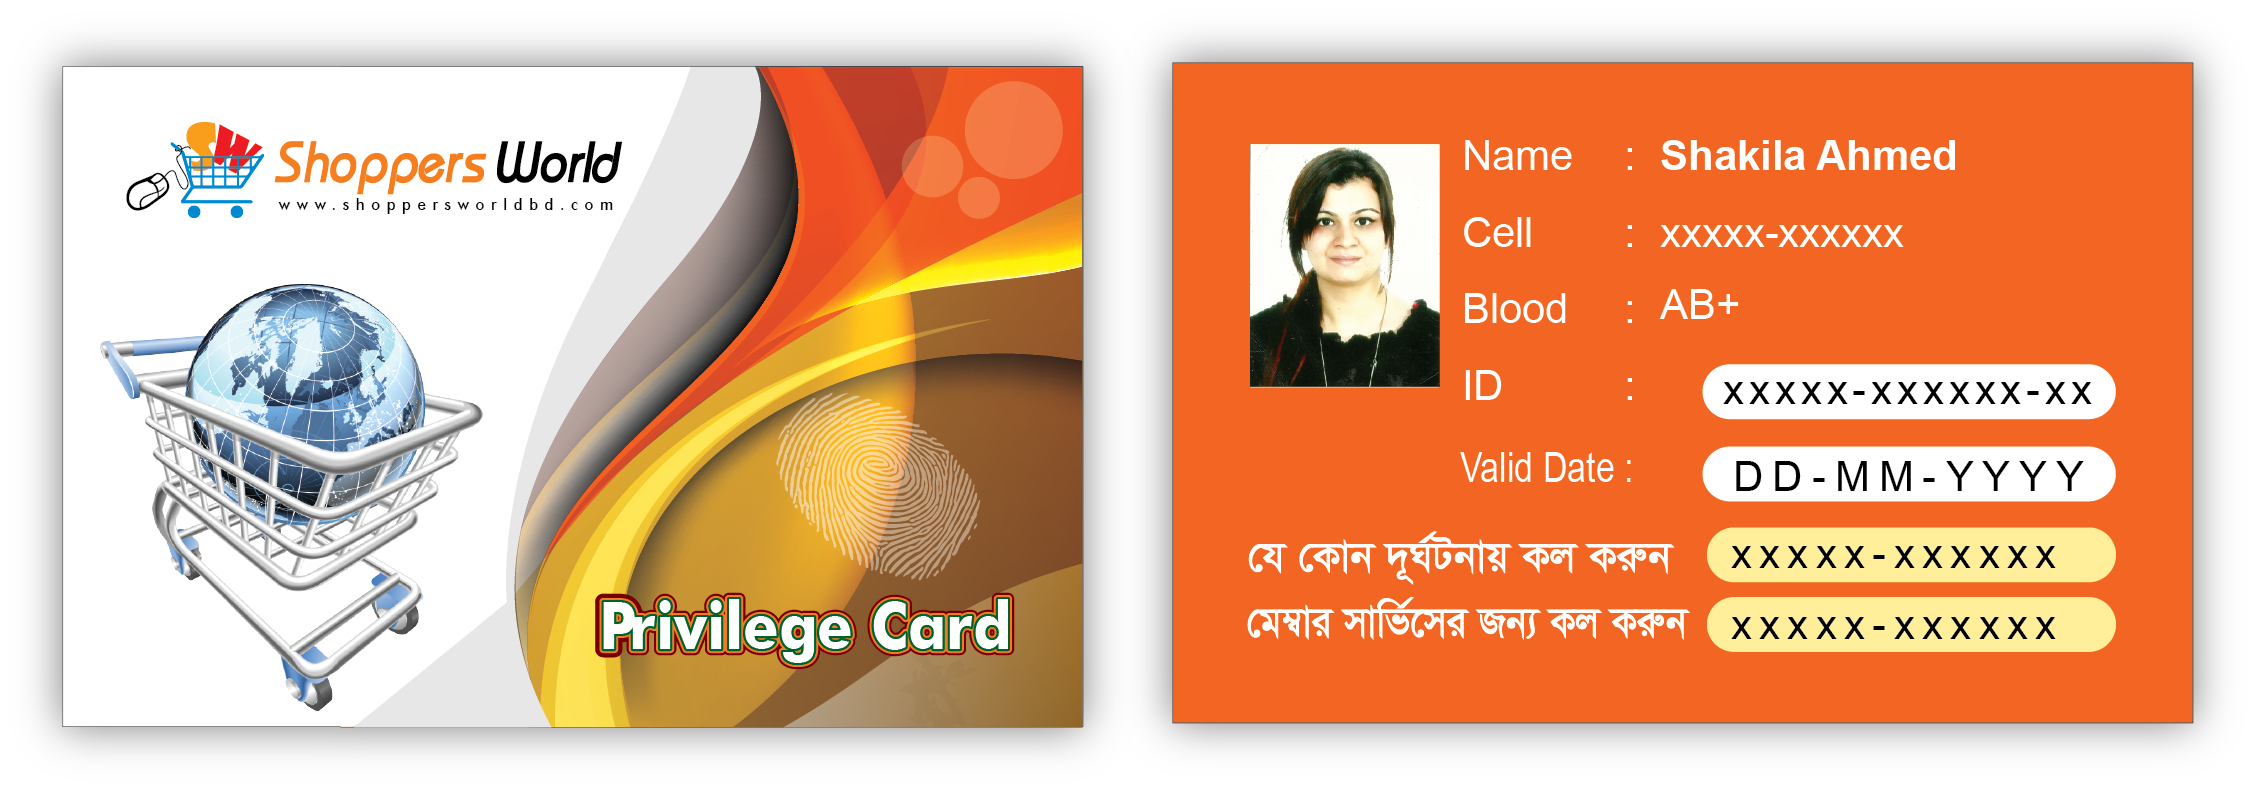 Shoppers World
www.shoppersworldbd.com
Privilege Card
Name : Shakila Ahmed
Cell : xxxxx-xxxxxx
Blood : AB+
ID : xxxxx-xxxxxx-xx
Valid Date : DD-MM-YYYY
যে কোন দূর্ঘটনায় কল করুন xxxxx-xxxxxx
মেম্বার সার্ভিসের জন্য কল করুন xxxxx-xxxxxx